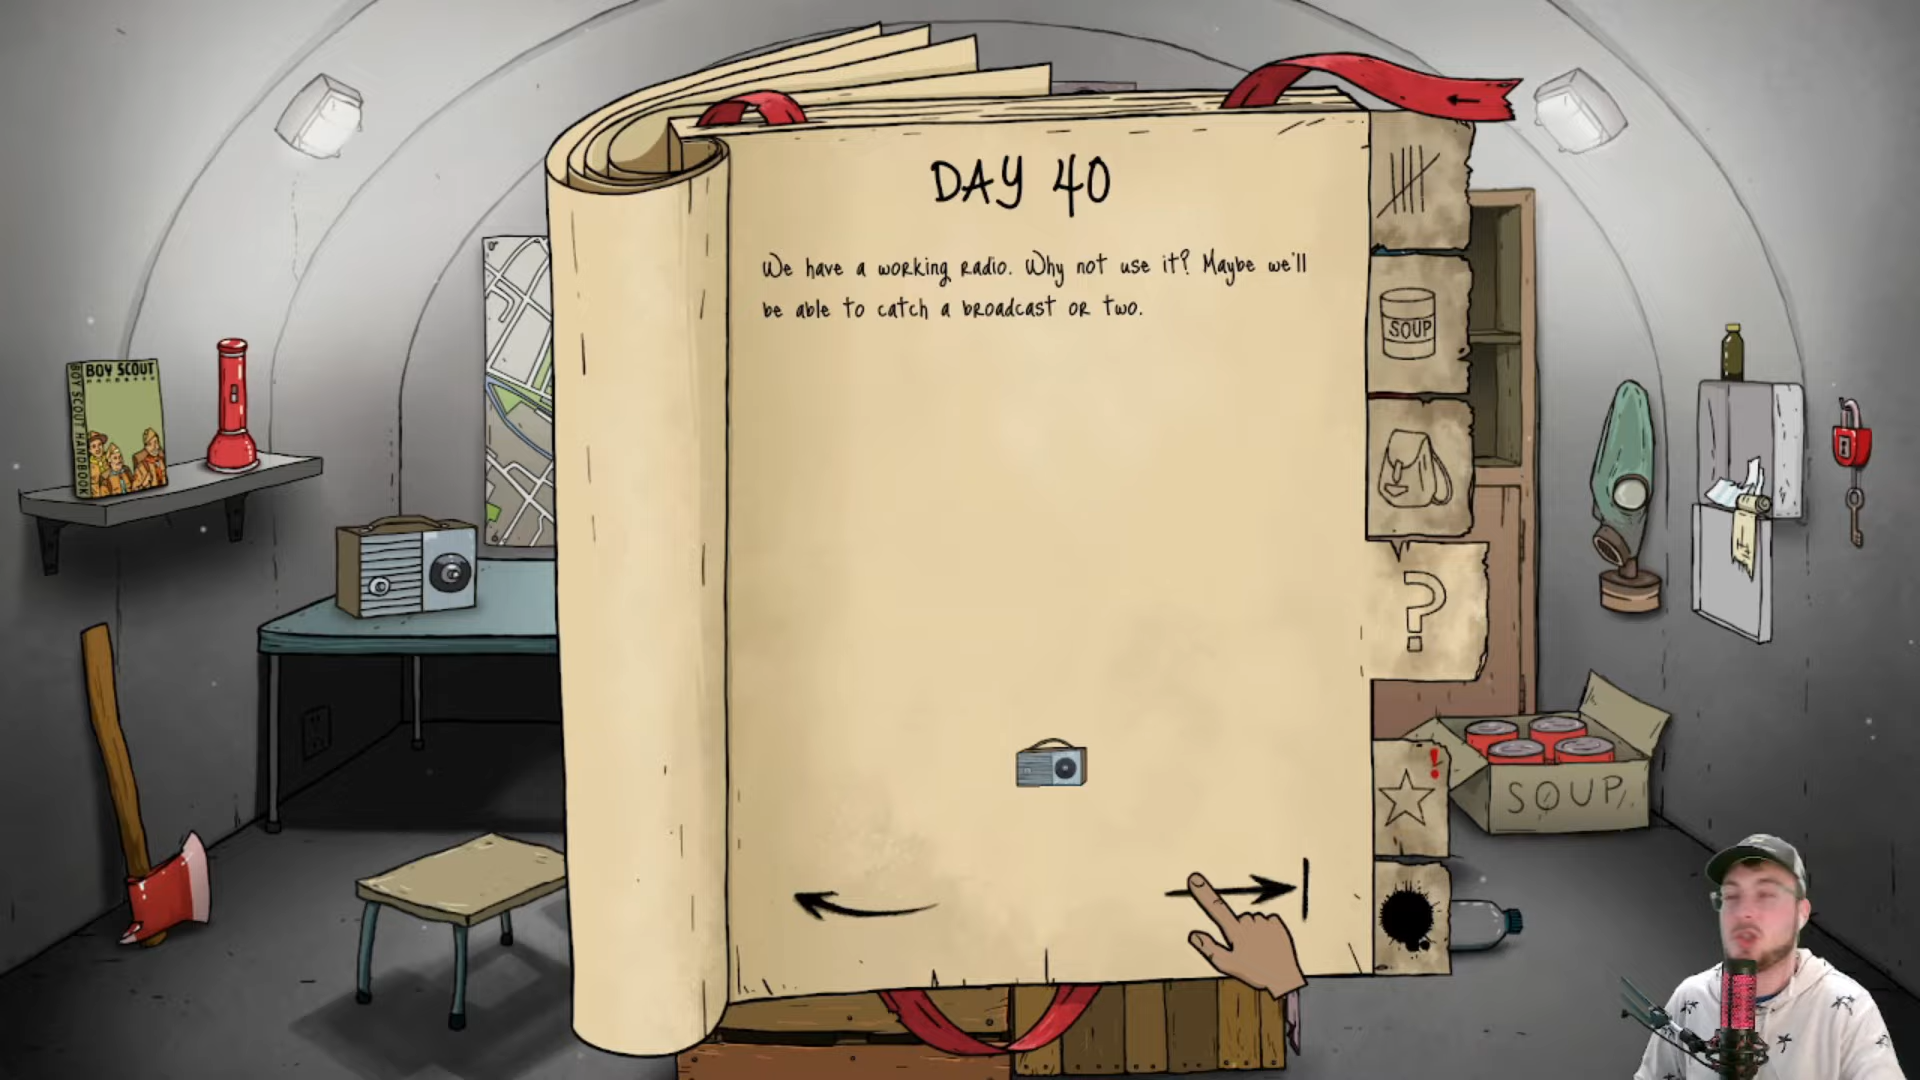 DAY 40
We have a working radio. Why not use it? Maybe we'll
be able to catch a broadcast or two.
BOY SCOUT
BOY SCOUT HANDBOOK
SOUP
SOUP